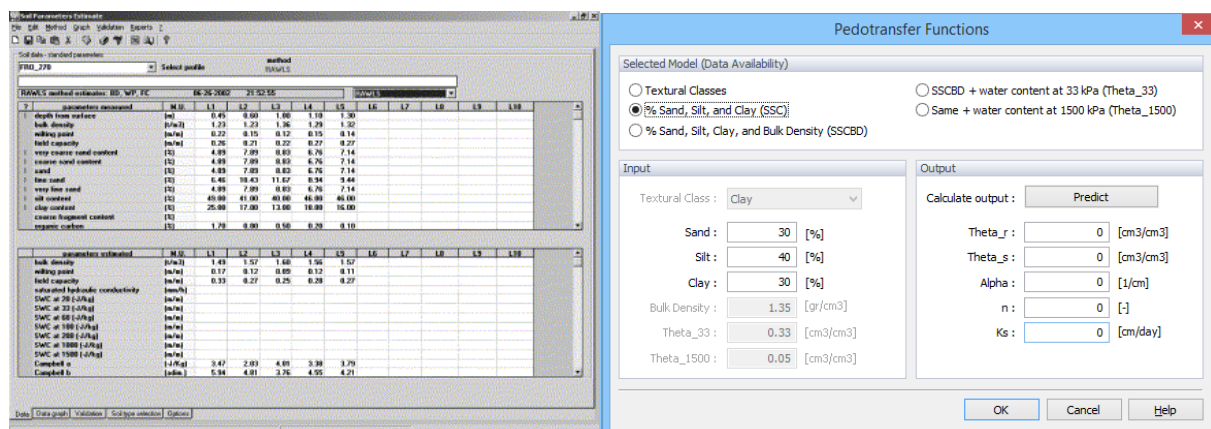 Soil Parameters Estimate
File Edit Method Graph Validation Exports ?
Soil data - standard parameters
FRO_270 Select profile method
RAWLS
RAWLS method estimates: BD, WP, FC 06-26-2002 21:52:55 RAWLS
? parameters measured M.U. L1 L2 L3 L4 L5 L6 L7 L8 L9 L10
depth from surface (m) 0.45 0.60 1.00 1.10 1.30
bulk density (t/m3) 1.23 1.23 1.36 1.29 1.32
wilting point (m/m) 0.22 0.15 0.12 0.15 0.14
field capacity (m/m) 0.26 0.21 0.22 0.27 0.27
very coarse sand content (%) 4.89 7.89 8.83 6.76 7.14
coarse sand content (%) 4.89 7.89 8.83 6.76 7.14
sand (%) 4.89 7.89 8.83 6.76 7.14
fine sand (%) 6.46 10.43 11.67 8.94 9.44
very fine sand (%) 4.89 7.89 8.83 6.76 7.14
silt content (%) 49.00 41.00 40.00 46.00 46.00
clay content (%) 25.00 17.00 13.00 18.00 16.00
coarse fragment content (%)
organic carbon (%) 1.70 0.80 0.50 0.20 0.10
parameters estimated M.U. L1 L2 L3 L4 L5 L6 L7 L8 L9 L10
bulk density (t/m3) 1.49 1.57 1.60 1.56 1.57
wilting point (m/m) 0.17 0.12 0.09 0.12 0.11
field capacity (m/m) 0.33 0.27 0.25 0.28 0.27
saturated hydraulic conductivity (mm/h)
SWC at 20 (-J/kg) (m/m)
SWC at 33 (-J/kg) (m/m)
SWC at 60 (-J/kg) (m/m)
SWC at 100 (-J/kg) (m/m)
SWC at 200 (-J/kg) (m/m)
SWC at 1000 (-J/kg) (m/m)
SWC at 1500 (-J/kg) (m/m)
Campbell a (-J/Kg) 3.47 2.03 4.01 3.38 3.79
Campbell b (adim.) 5.94 4.81 3.76 4.55 4.21
Data Data graph Validation Soil type selection Options
Pedotransfer Functions
Selected Model (Data Availability)
Textural Classes
% Sand, Silt, and Clay (SSC)
% Sand, Silt, Clay, and Bulk Density (SSCBD)
SSCBD + water content at 33 kPa (Theta_33)
Same + water content at 1500 kPa (Theta_1500)
Input
Textural Class : Clay
Sand : 30 [%]
Silt : 40 [%]
Clay : 30 [%]
Bulk Density : 1.35 [gr/cm3]
Theta_33 : 0.33 [cm3/cm3]
Theta_1500 : 0.05 [cm3/cm3]
Output
Calculate output : Predict
Theta_r : 0 [cm3/cm3]
Theta_s : 0 [cm3/cm3]
Alpha : 0 [1/cm]
n : 0 [-]
Ks : 0 [cm/day]
OK Cancel Help